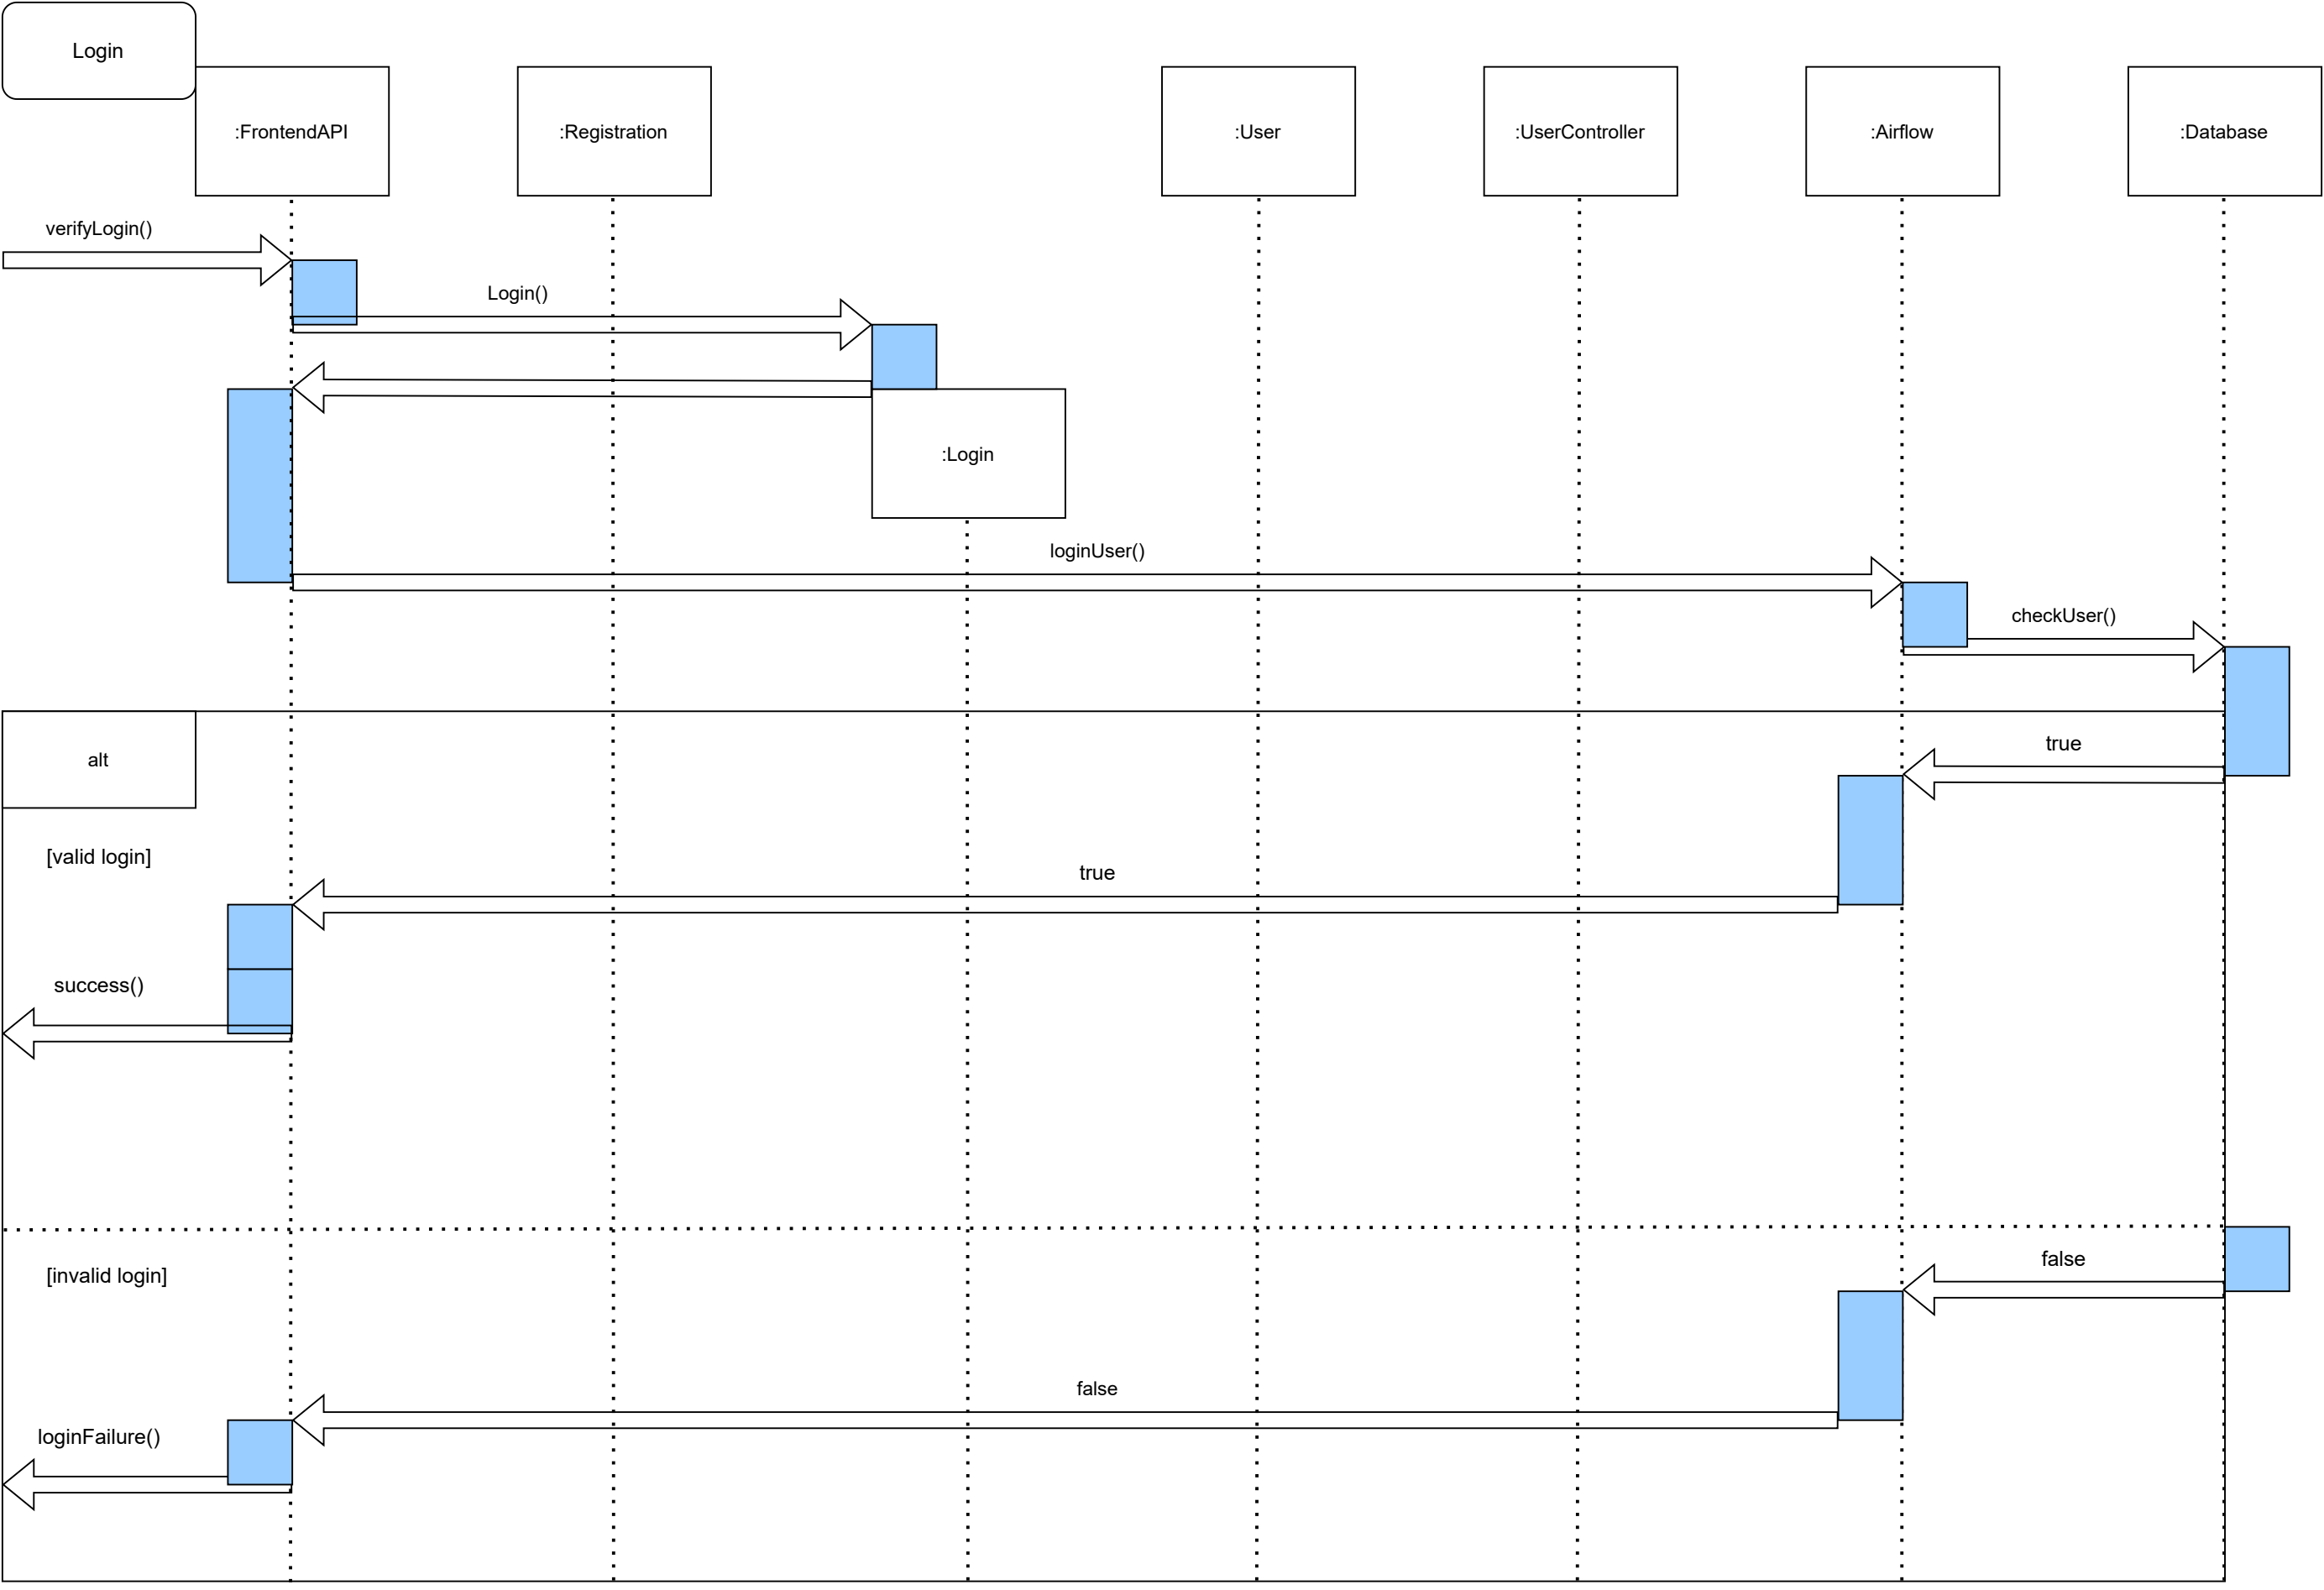 Login
:FrontendAPI
:Registration
:User
:UserController
:Airflow
:Database
verifyLogin()
Login()
:Login
loginUser()
checkUser()
alt
true
[valid login]
true
success()
false
[invalid login]
false
loginFailure()